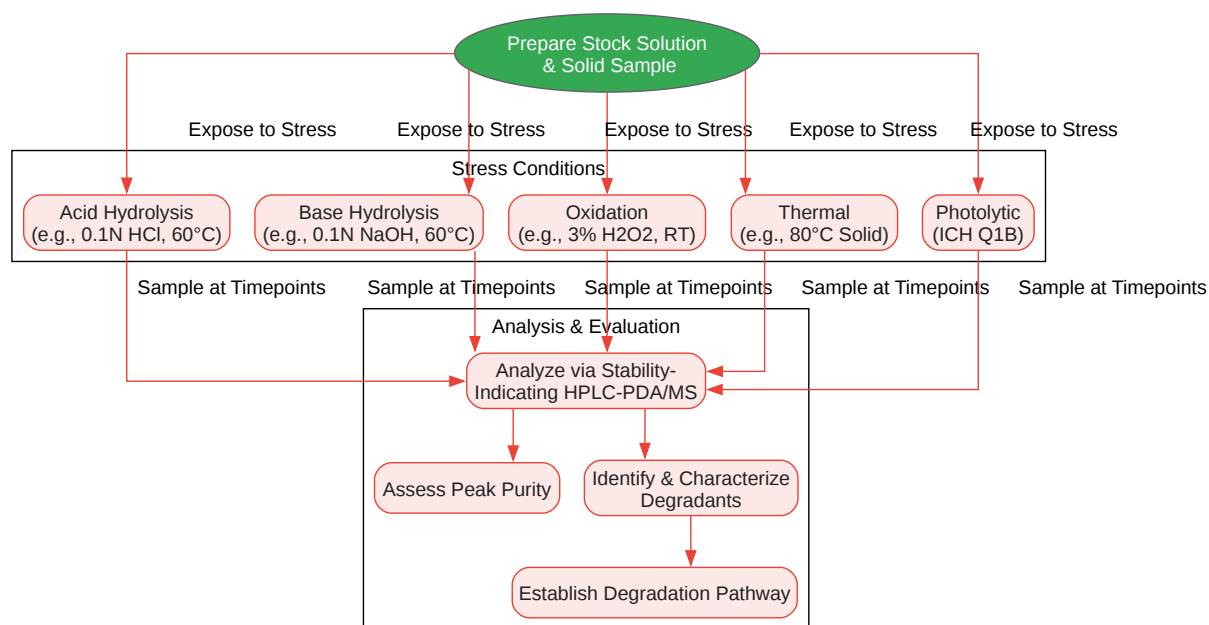 Prepare Stock Solution
& Solid Sample
Expose to Stress
Expose to Stress
Expose to Stress
Expose to Stress
Expose to Stress
Stress Conditions
Acid Hydrolysis
(e.g., 0.1N HCl, 60°C)
Base Hydrolysis
(e.g., 0.1N NaOH, 60°C)
Oxidation
(e.g., 3% H2O2, RT)
Thermal
(e.g., 80°C Solid)
Photolytic
(ICH Q1B)
Sample at Timepoints
Sample at Timepoints
Sample at Timepoints
Sample at Timepoints
Sample at Timepoints
Analysis & Evaluation
Analyze via Stability-
Indicating HPLC-PDA/MS
Assess Peak Purity
Identify & Characterize
Degradants
Establish Degradation Pathway